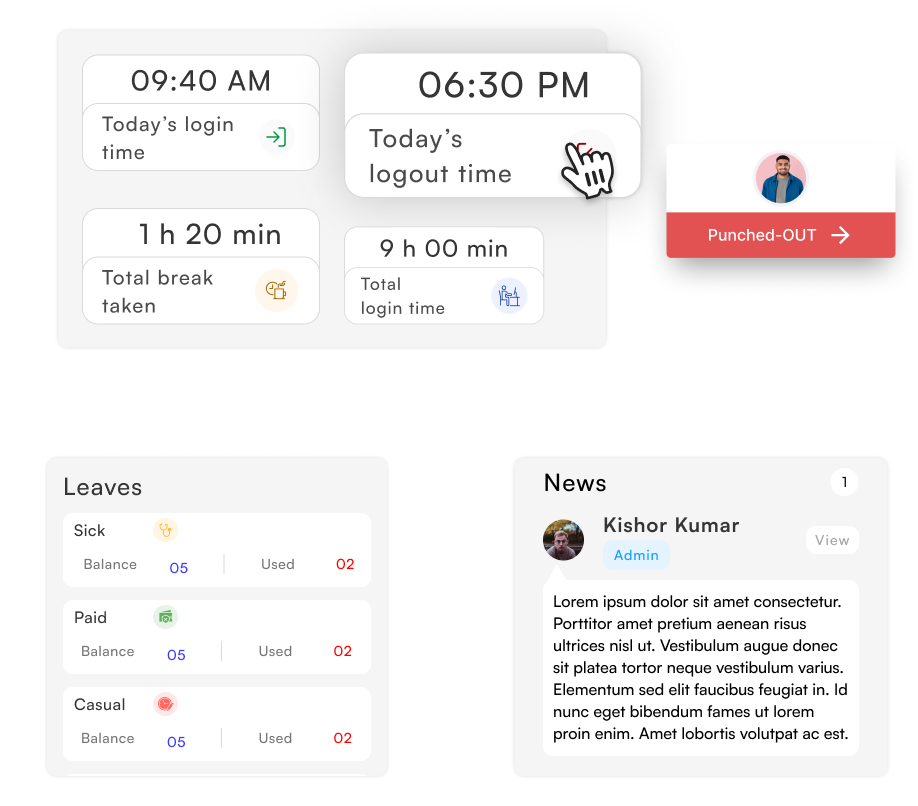 09:40 AM
Today’s login
time
06:30 PM
Today’s
logout time
1 h 20 min
Total break
taken
9 h 00 min
Total
login time
Punched-OUT
Leaves
Sick
Balance 05 Used 02
Paid
Balance 05 Used 02
Casual
Balance 05 Used 02
News 1
Kishor Kumar
Admin
View
Lorem ipsum dolor sit amet consectetur.
Porttitor amet pretium aenean risus
ultrices nisl ut. Vestibulum augue donec
sit platea tortor neque vestibulum varius.
Elementum sed elit faucibus feugiat in. Id
nunc eget bibendum fames ut lorem
proin enim. Amet lobortis volutpat ac est.